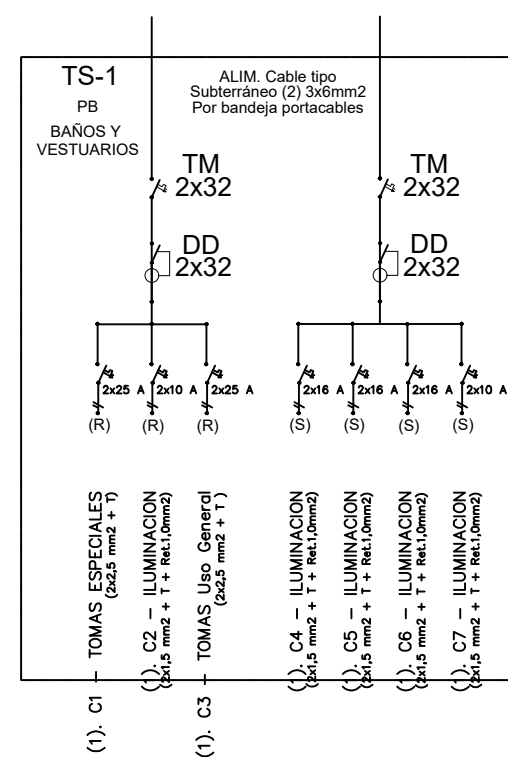 TS-1
PB
BAÑOS Y
VESTUARIOS
ALIM. Cable tipo
Subterráneo (2) 3x6mm2
Por bandeja portacables
TM
2x32
TM
2x32
DD
2x32
DD
2x32
2x25 A
2x10 A
2x25 A
2x16 A
2x16 A
2x16 A
2x10 A
(R)
(R)
(R)
(S)
(S)
(S)
(S)
(1). C1 – TOMAS ESPECIALES
(2x2,5 mm2 + T)
(1). C2 – ILUMINACION
(2x1,5 mm2 + T + Ret.1,0mm2)
(1). C3 – TOMAS Uso General
(2x2,5 mm2 + T )
(1). C4 – ILUMINACION
(2x1,5 mm2 + T + Ret.1,0mm2)
(1). C5 – ILUMINACION
(2x1,5 mm2 + T + Ret.1,0mm2)
(1). C6 – ILUMINACION
(2x1,5 mm2 + T + Ret.1,0mm2)
(1). C7 – ILUMINACION
(2x1,5 mm2 + T + Ret.1,0mm2)